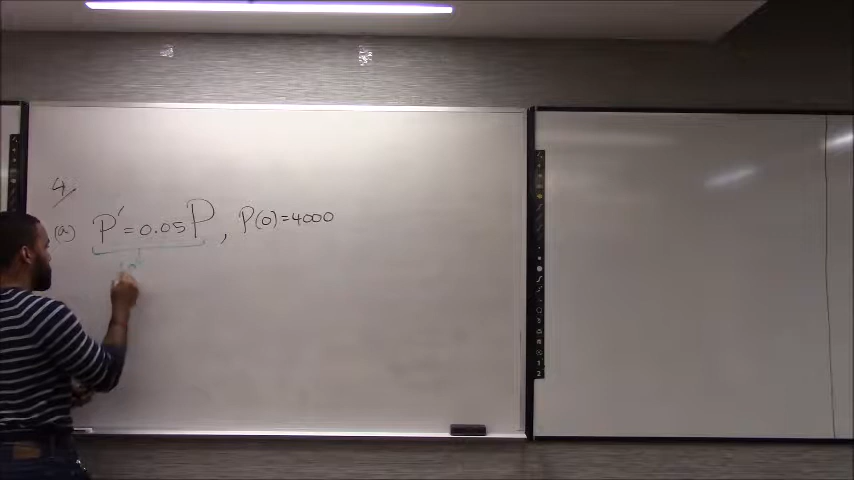 4
(a) P' = 0.05P , P(0) = 4000